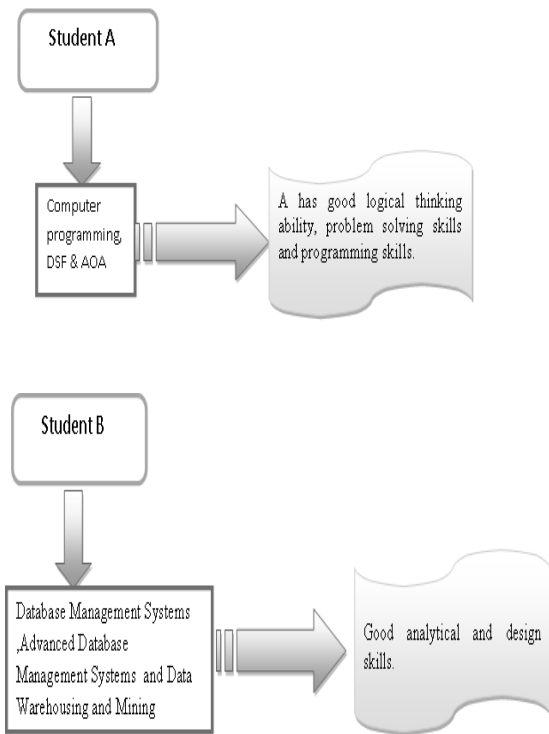 Student A
Computer
programming,
DSF & AOA
A has good logical thinking
ability, problem solving skills
and programming skills.
Student B
Database Management Systems
,Advanced Database
Management Systems and Data
Warehousing and Mining
Good analytical and design
skills.